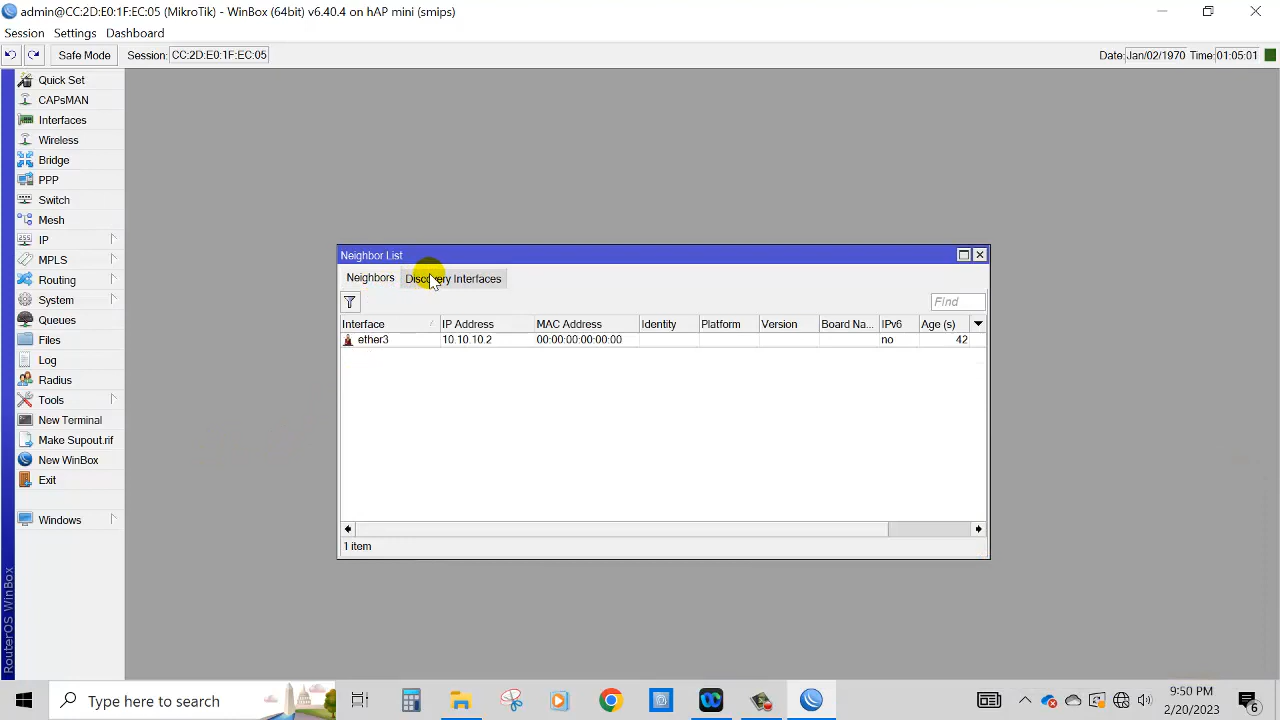 admin@CC:2D:E0:1F:EC:05 (MikroTik) - WinBox (64bit) v6.40.4 on hAP mini (smips)
Session Settings Dashboard
Safe Mode Session: CC:2D:E0:1F:EC:05 Date: Jan/02/1970 Time: 01:05:01
Quick Set
CAPsMAN
Interfaces
Wireless
Bridge
PPP
Switch
Mesh
IP
MPLS
Routing
System
Queues
Files
Log
Radius
Tools
New Terminal
Make Supout.rif
New WinBox
Exit
Windows
RouterOS WinBox
Neighbor List
Neighbors Discovery Interfaces
Find
Interface IP Address MAC Address Identity Platform Version Board Na... IPv6 Age (s)
ether3 10.10.10.2 00:00:00:00:00:00 no 42
1 item
Type here to search
9:50 PM
2/20/2023
6